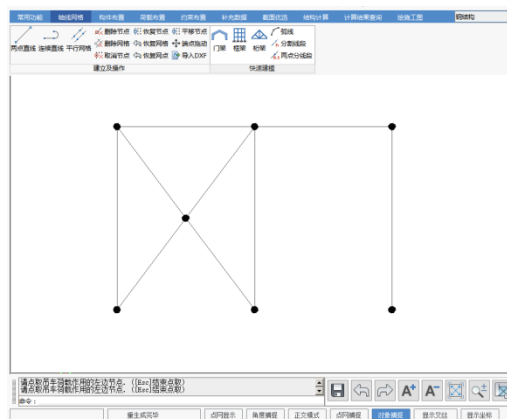 常用功能 轴线网格 构件布置 荷载布置 约束布置 补充数据 截面优选 结构计算 计算结果查询 绘施工图 钢结构
两点直线 连续直线 平行网格 删除节点 恢复节点 平移节点 门架 框架 桁架 弧线
删除网格 恢复网格 端点拖动 分割线段
取消节点 恢复网点 导入DXF 两点分线段
建立及操作 快速建模
请点取吊车荷载作用的左边节点. ([Esc]结束点取)
请点取吊车荷载作用的左边节点. ([Esc]结束点取)
命令:
重生成完毕 点网显示 角度捕捉 正交模式 点网捕捉 对象捕捉 显示叉丝 显示坐标